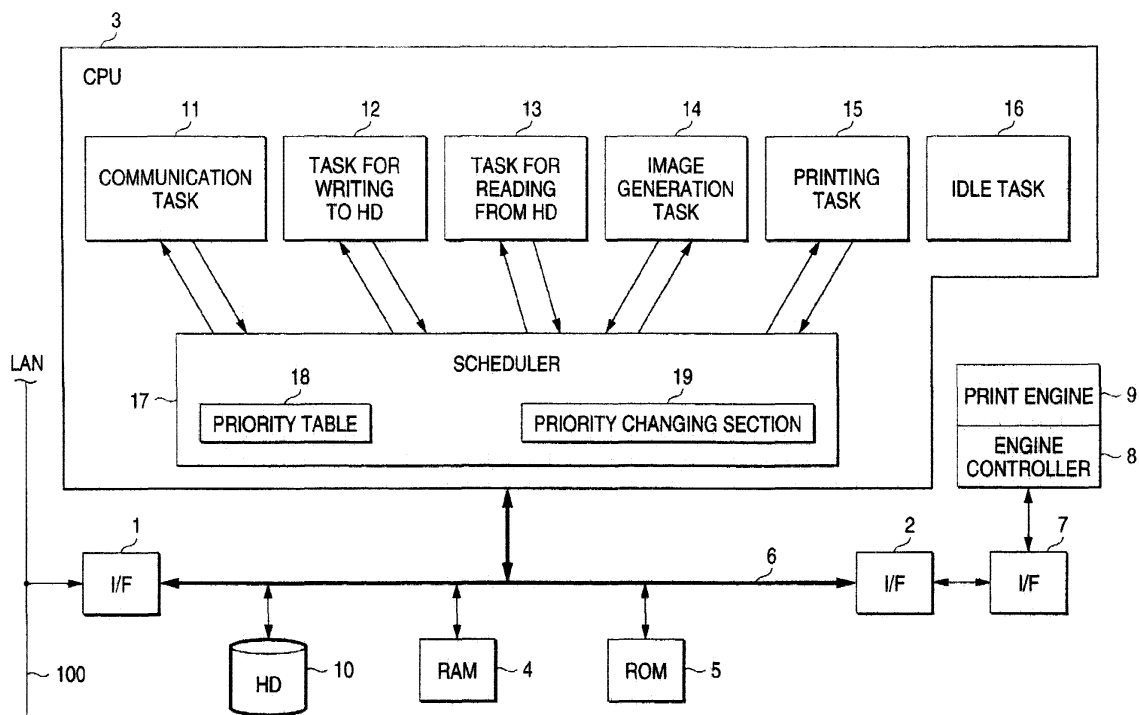 3
CPU
11
12
13
14
15
16
COMMUNICATION
TASK
TASK FOR
WRITING
TO HD
TASK FOR
READING
FROM HD
IMAGE
GENERATION
TASK
PRINTING
TASK
IDLE TASK
LAN
SCHEDULER
17
18
19
PRIORITY TABLE
PRIORITY CHANGING SECTION
PRINT ENGINE
9
ENGINE
CONTROLLER
8
1
2
7
I/F
6
I/F
I/F
100
HD
10
RAM
4
ROM
5